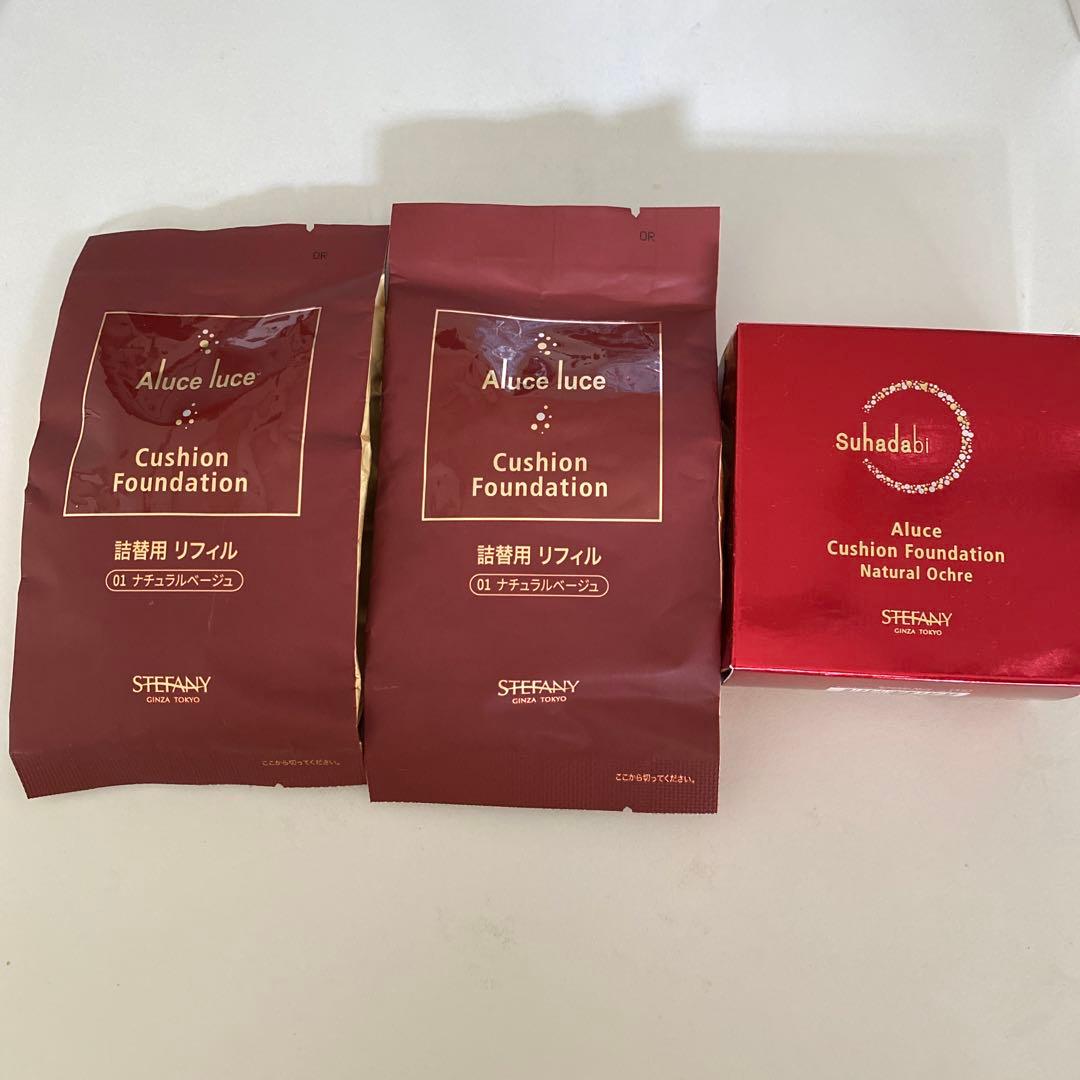 OR
Aluce luce
Cushion
Foundation
詰替用 リフィル
01 ナチュラルベージュ
STEFANY
GINZA TOKYO
ここから切ってください。
OR
Aluce luce
Cushion
Foundation
詰替用 リフィル
01 ナチュラルベージュ
STEFANY
GINZA TOKYO
ここから切ってください。
Suhadabi
Aluce
Cushion Foundation
Natural Ochre
STEFANY
GINZA TOKYO